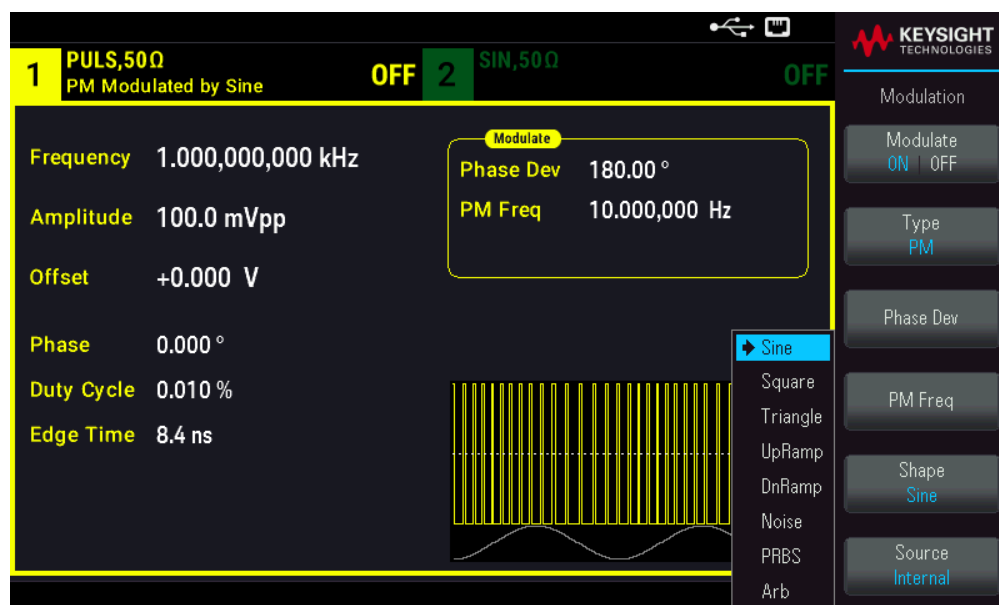 KEYSIGHT
TECHNOLOGIES
1 PULS,50Ω
PM Modulated by Sine OFF
2 SIN,50Ω
OFF
Modulation
Frequency 1.000,000,000 kHz
Amplitude 100.0 mVpp
Offset +0.000 V
Phase 0.000 °
Duty Cycle 0.010 %
Edge Time 8.4 ns
Modulate
Phase Dev 180.00 °
PM Freq 10.000,000 Hz
Sine
Square
Triangle
UpRamp
DnRamp
Noise
PRBS
Arb
Modulate
ON | OFF
Type
PM
Phase Dev
PM Freq
Shape
Sine
Source
Internal